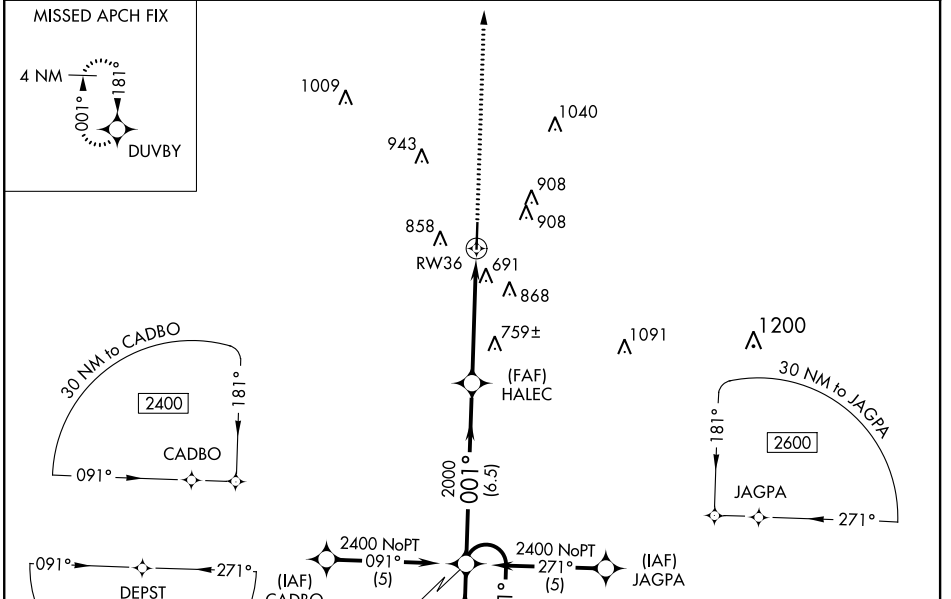 MISSED APCH FIX
4 NM
001°
181°
DUVBY
1009
1040
943
908
908
858
RW36
691
868
759±
1091
1200
(FAF)
HALEC
30 NM to CADBO
2400
181°
CADBO
091°
30 NM to JAGPA
181°
2600
JAGPA
271°
2000
001°
(6.5)
2400 NoPT
091°
(5)
2400 NoPT
271°
(5)
(IAF)
JAGPA
(IAF)
CADBO
091°
271°
DEPST